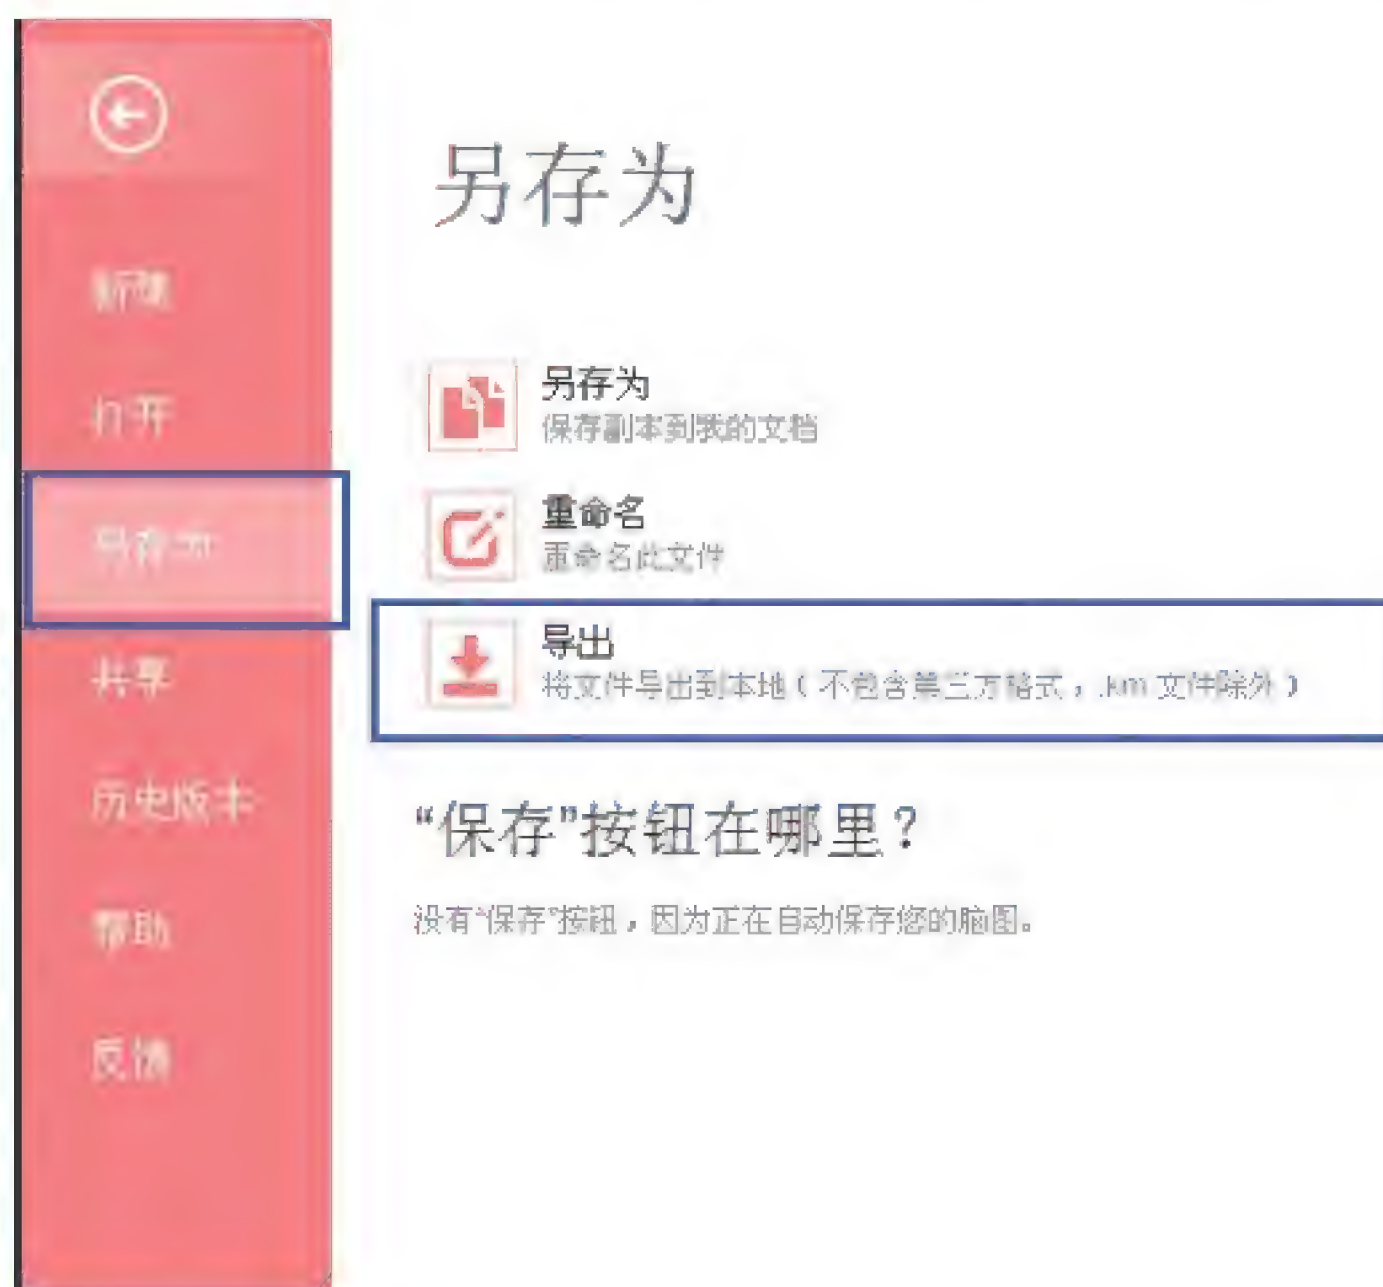 新建
打开
另存为
共享
历史版本
帮助
反馈
另存为
另存为
保存副本到我的文档
重命名
重命名此文件
导出
将文件导出到本地（不包含第三方格式，.km 文件除外）
“保存”按钮在哪里？
没有“保存”按钮，因为正在自动保存您的脑图。